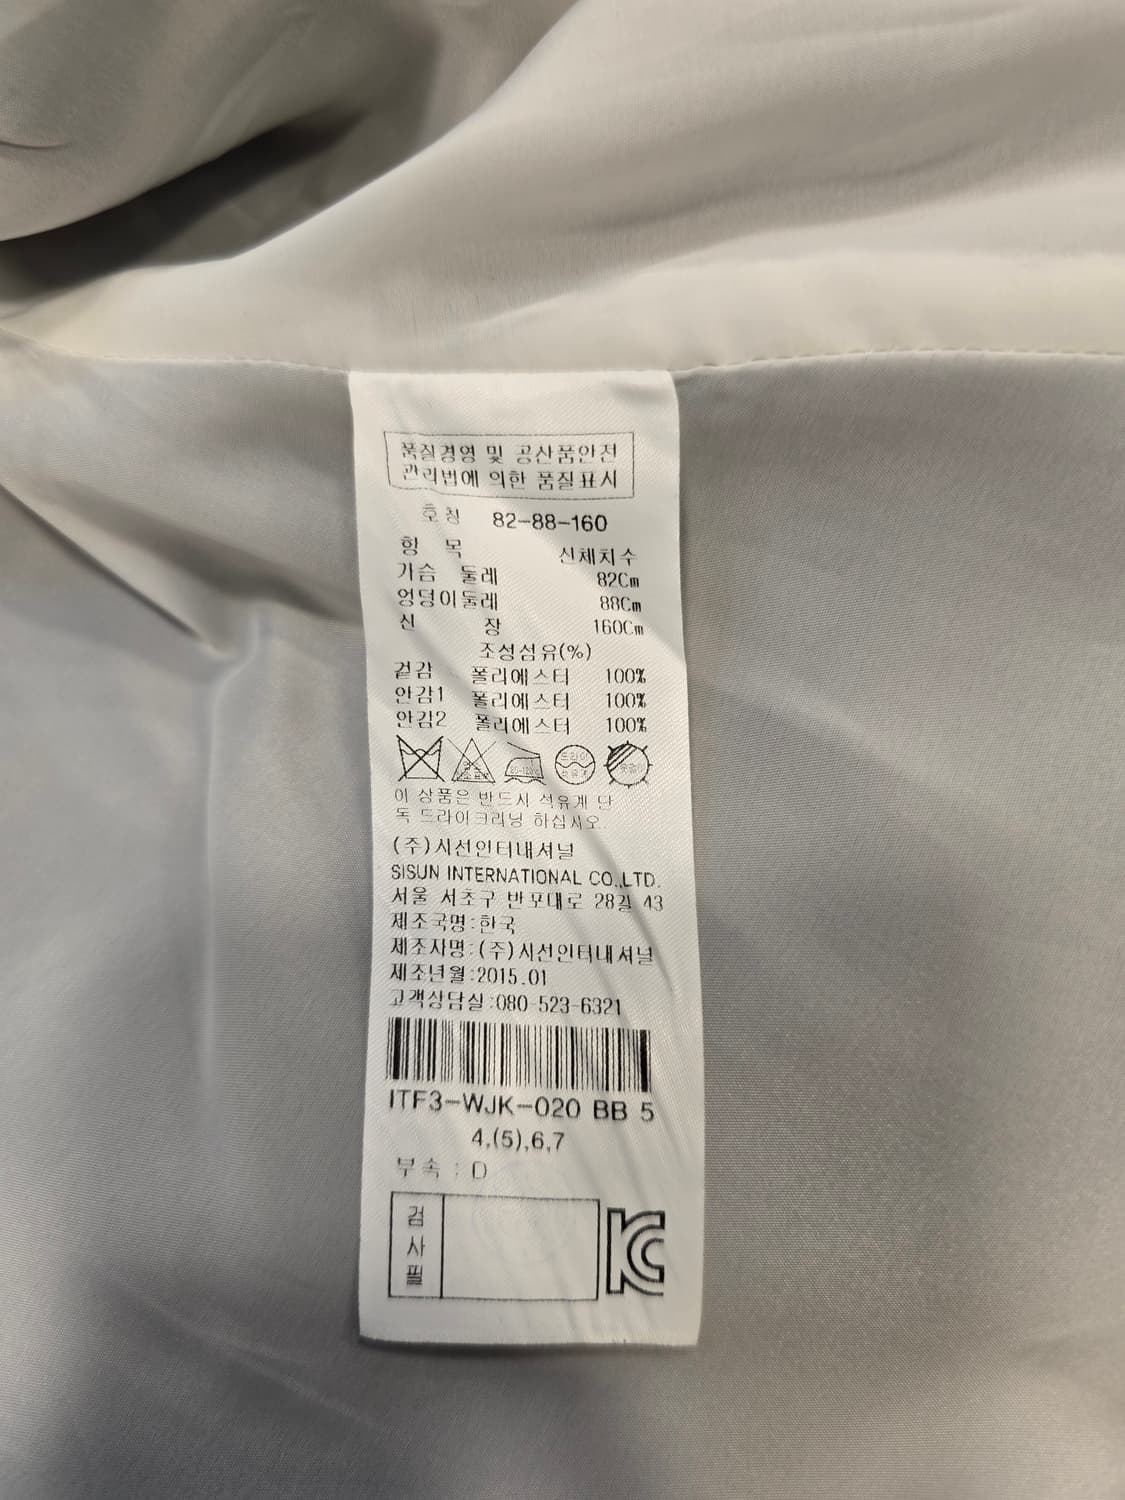 품질경영 및 공산품안전
관리법에 의한 품질표시
호칭 82-88-160
항 목 신체치수
가슴 둘레 82Cm
엉덩이둘레 88Cm
신 장 160Cm
조성섬유(%)
겉감 폴리에스터 100%
안감1 폴리에스터 100%
안감2 폴리에스터 100%
드라이
이 상품은 반드시 석유계 단
독 드라이크리닝 하십시오.
(주)시선인터내셔널
SISUN INTERNATIONAL CO.,LTD.
서울 서초구 반포대로 28길 43
제조국명:한국
제조자명:(주)시선인터내셔널
제조년월:2015.01
고객상담실:080-523-6321
ITF3-WJK-020 BB 5
4,(5),6,7
부속 : D
검
사
필
KC